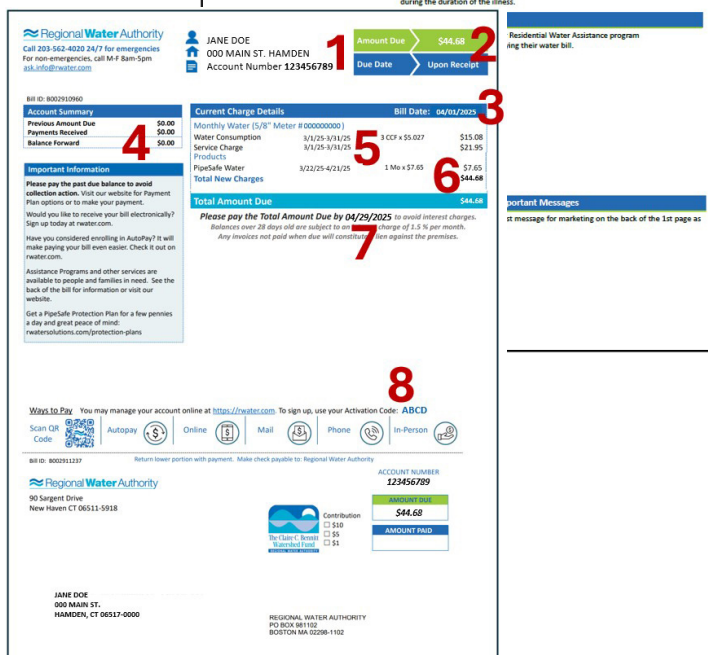 during the duration of the illness.
Regional Water Authority
Call 203-562-4020 24/7 for emergencies
For non-emergencies, call M-F 8am-5pm
ask.info@rwater.com
JANE DOE
000 MAIN ST. HAMDEN
Account Number 123456789
1
Amount Due $44.68
2
Due Date Upon Receipt
Residential Water Assistance program
ing their water bill.
Bill ID: B002910960
Account Summary
Previous Amount Due $0.00
Payments Received $0.00
Balance Forward $0.00
4
Current Charge Details Bill Date: 04/01/2025
3
Monthly Water (5/8" Meter #000000000)
Water Consumption 3/1/25-3/31/25 3 CCF x $5.027 $15.08
Service Charge 3/1/25-3/31/25 $21.95
5
Products
PipeSafe Water 3/22/25-4/21/25 1 Mo x $7.65 $7.65
Total New Charges $44.68
6
Total Amount Due $44.68
Please pay the Total Amount Due by 04/29/2025 to avoid interest charges.
Balances over 28 days old are subject to an charge of 1.5 % per month.
Any invoices not paid when due will constitute lien against the premises.
7
Important Information
Please pay the past due balance to avoid
collection action. Visit our website for Payment
Plan options or to make your payment.
Would you like to receive your bill electronically?
Sign up today at rwater.com.
Have you considered enrolling in AutoPay? It will
make paying your bill even easier. Check it out on
rwater.com.
Assistance Programs and other services are
available to people and families in need. See the
back of the bill for information or visit our
website.
Get a PipeSafe Protection Plan for a few pennies
a day and great peace of mind:
rwatersolutions.com/protection-plans
portant Messages
st message for marketing on the back of the 1st page as
8
Ways to Pay You may manage your account online at https://rwater.com. To sign up, use your Activation Code: ABCD
Scan QR Code
Autopay
Online
Mail
Phone
In-Person
Bill ID: B002911237
Return lower portion with payment. Make check payable to: Regional Water Authority
Regional Water Authority
90 Sargent Drive
New Haven CT 06511-5918
ACCOUNT NUMBER
123456789
AMOUNT DUE
$44.68
AMOUNT PAID
The Claire C. Bennitt
Watershed Fund
REGIONAL WATER AUTHORITY
Contribution
$10
$5
$1
JANE DOE
000 MAIN ST.
HAMDEN, CT 06517-0000
REGIONAL WATER AUTHORITY
PO BOX 981102
BOSTON MA 02298-1102